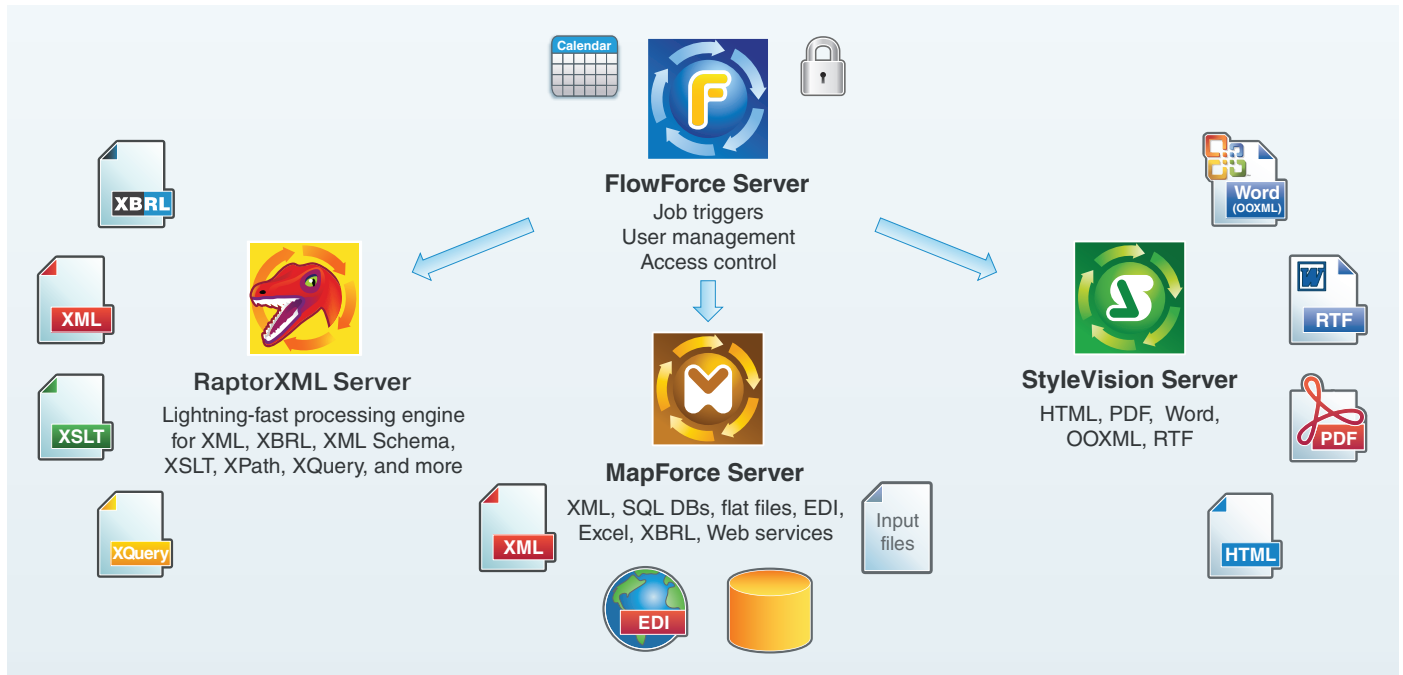 Calendar
F
FlowForce Server
Job triggers
User management
Access control
XBRL
XML
XSLT
XQuery
RaptorXML Server
Lightning-fast processing engine
for XML, XBRL, XML Schema,
XSLT, XPath, XQuery, and more
MapForce Server
XML, SQL DBs, flat files, EDI,
Excel, XBRL, Web services
XML
EDI
Input
files
StyleVision Server
HTML, PDF, Word,
OOXML, RTF
Word
(OOXML)
W
RTF
PDF
HTML